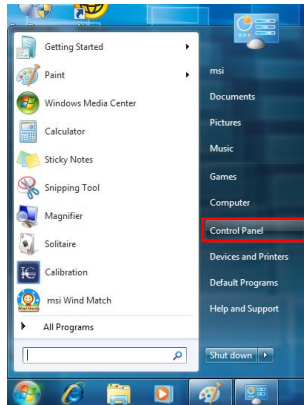 Getting Started
Paint
Windows Media Center
Calculator
Sticky Notes
Snipping Tool
Magnifier
Solitaire
Calibration
msi Wind Match
All Programs
msi
Documents
Pictures
Music
Games
Computer
Control Panel
Devices and Printers
Default Programs
Help and Support
Shut down